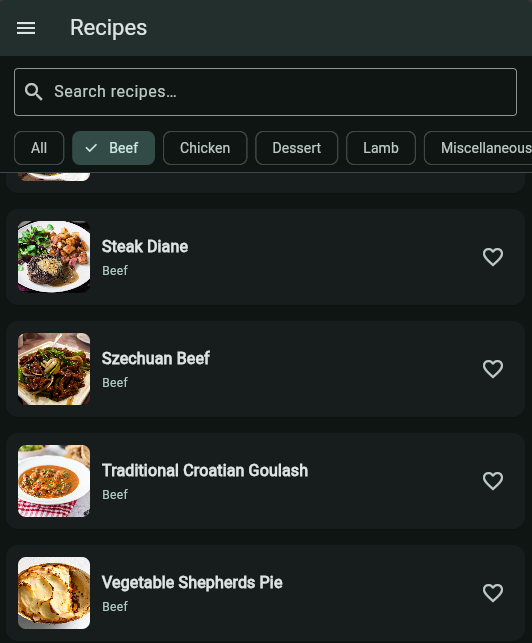 Recipes
Search recipes…
All
Beef
Chicken
Dessert
Lamb
Miscellaneous
Steak Diane
Beef
Szechuan Beef
Beef
Traditional Croatian Goulash
Beef
Vegetable Shepherds Pie
Beef